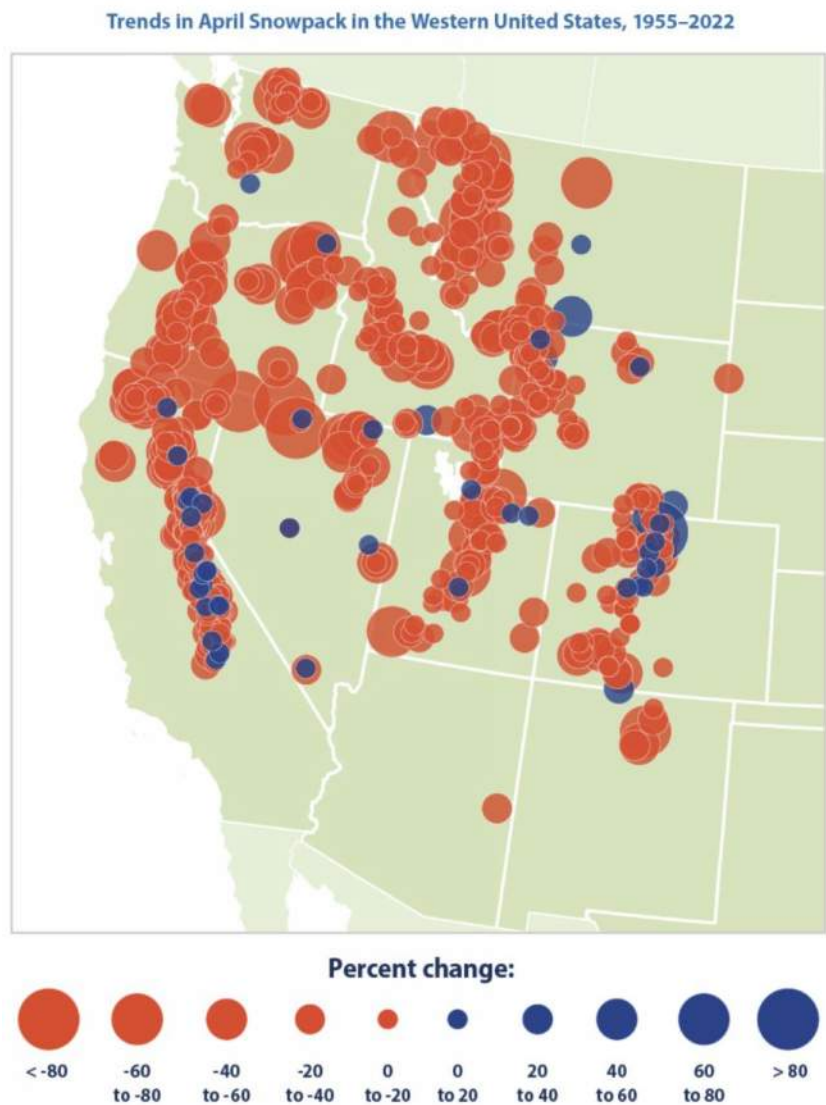 Trends in April Snowpack in the Western United States, 1955–2022
Percent change:
< -80
-60
to -80
-40
to -60
-20
to -40
0
to -20
0
to 20
20
to 40
40
to 60
60
to 80
> 80